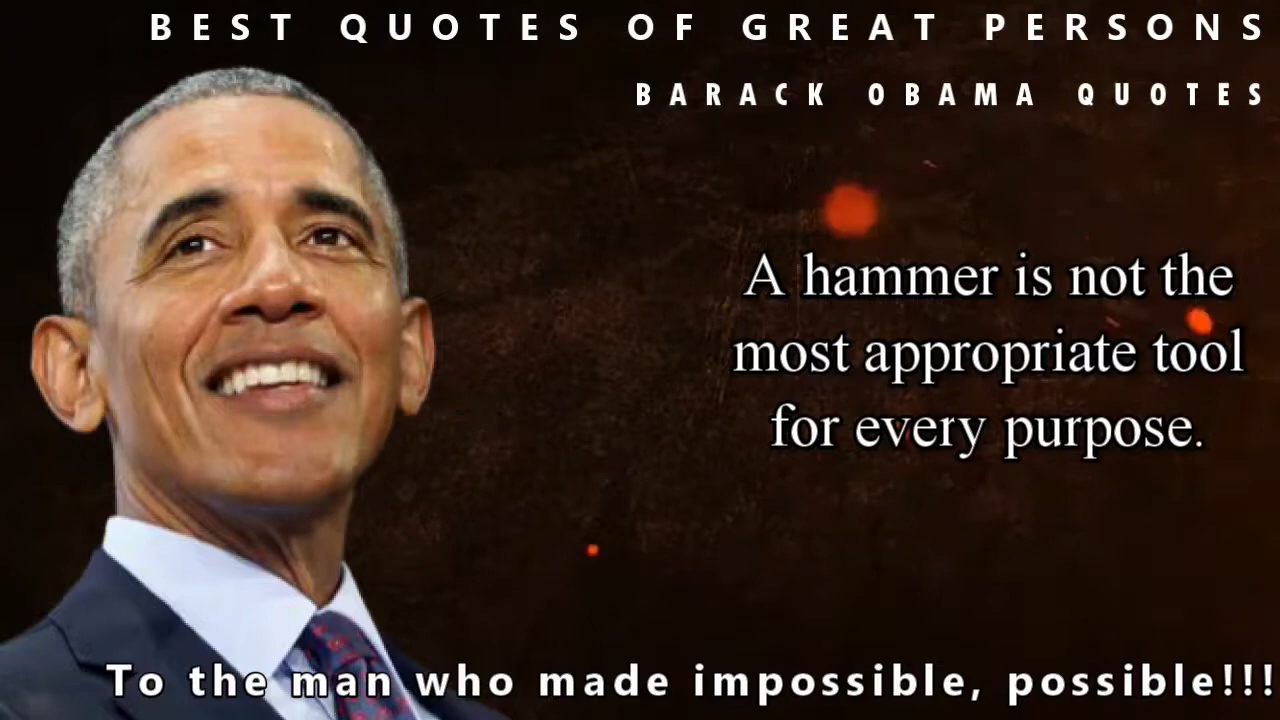 BEST QUOTES OF GREAT PERSONS
BARACK OBAMA QUOTES
A hammer is not the
most appropriate tool
for every purpose.
To the man who made impossible, possible!!!